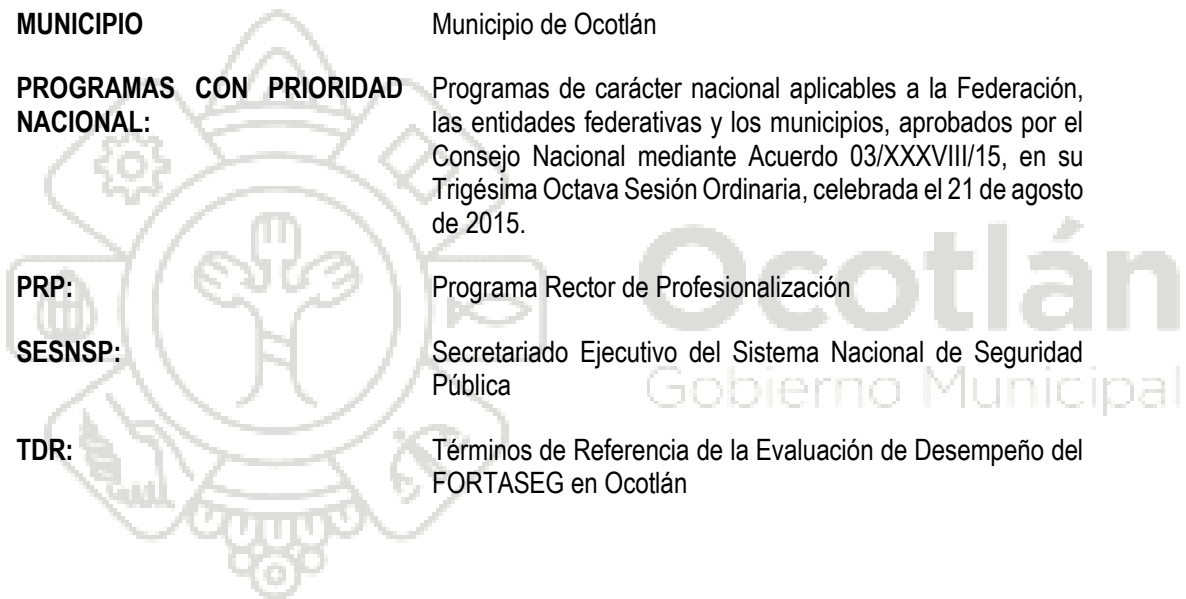 MUNICIPIO Municipio de Ocotlán
PROGRAMAS CON PRIORIDAD Programas de carácter nacional aplicables a la Federación,
NACIONAL: las entidades federativas y los municipios, aprobados por el
Consejo Nacional mediante Acuerdo 03/XXXVIII/15, en su
Trigésima Octava Sesión Ordinaria, celebrada el 21 de agosto
de 2015.
Ocotlán
PRP: Programa Rector de Profesionalización
SESNSP: Secretariado Ejecutivo del Sistema Nacional de Seguridad
Pública
Gobierno Municipal
TDR: Términos de Referencia de la Evaluación de Desempeño del
FORTASEG en Ocotlán